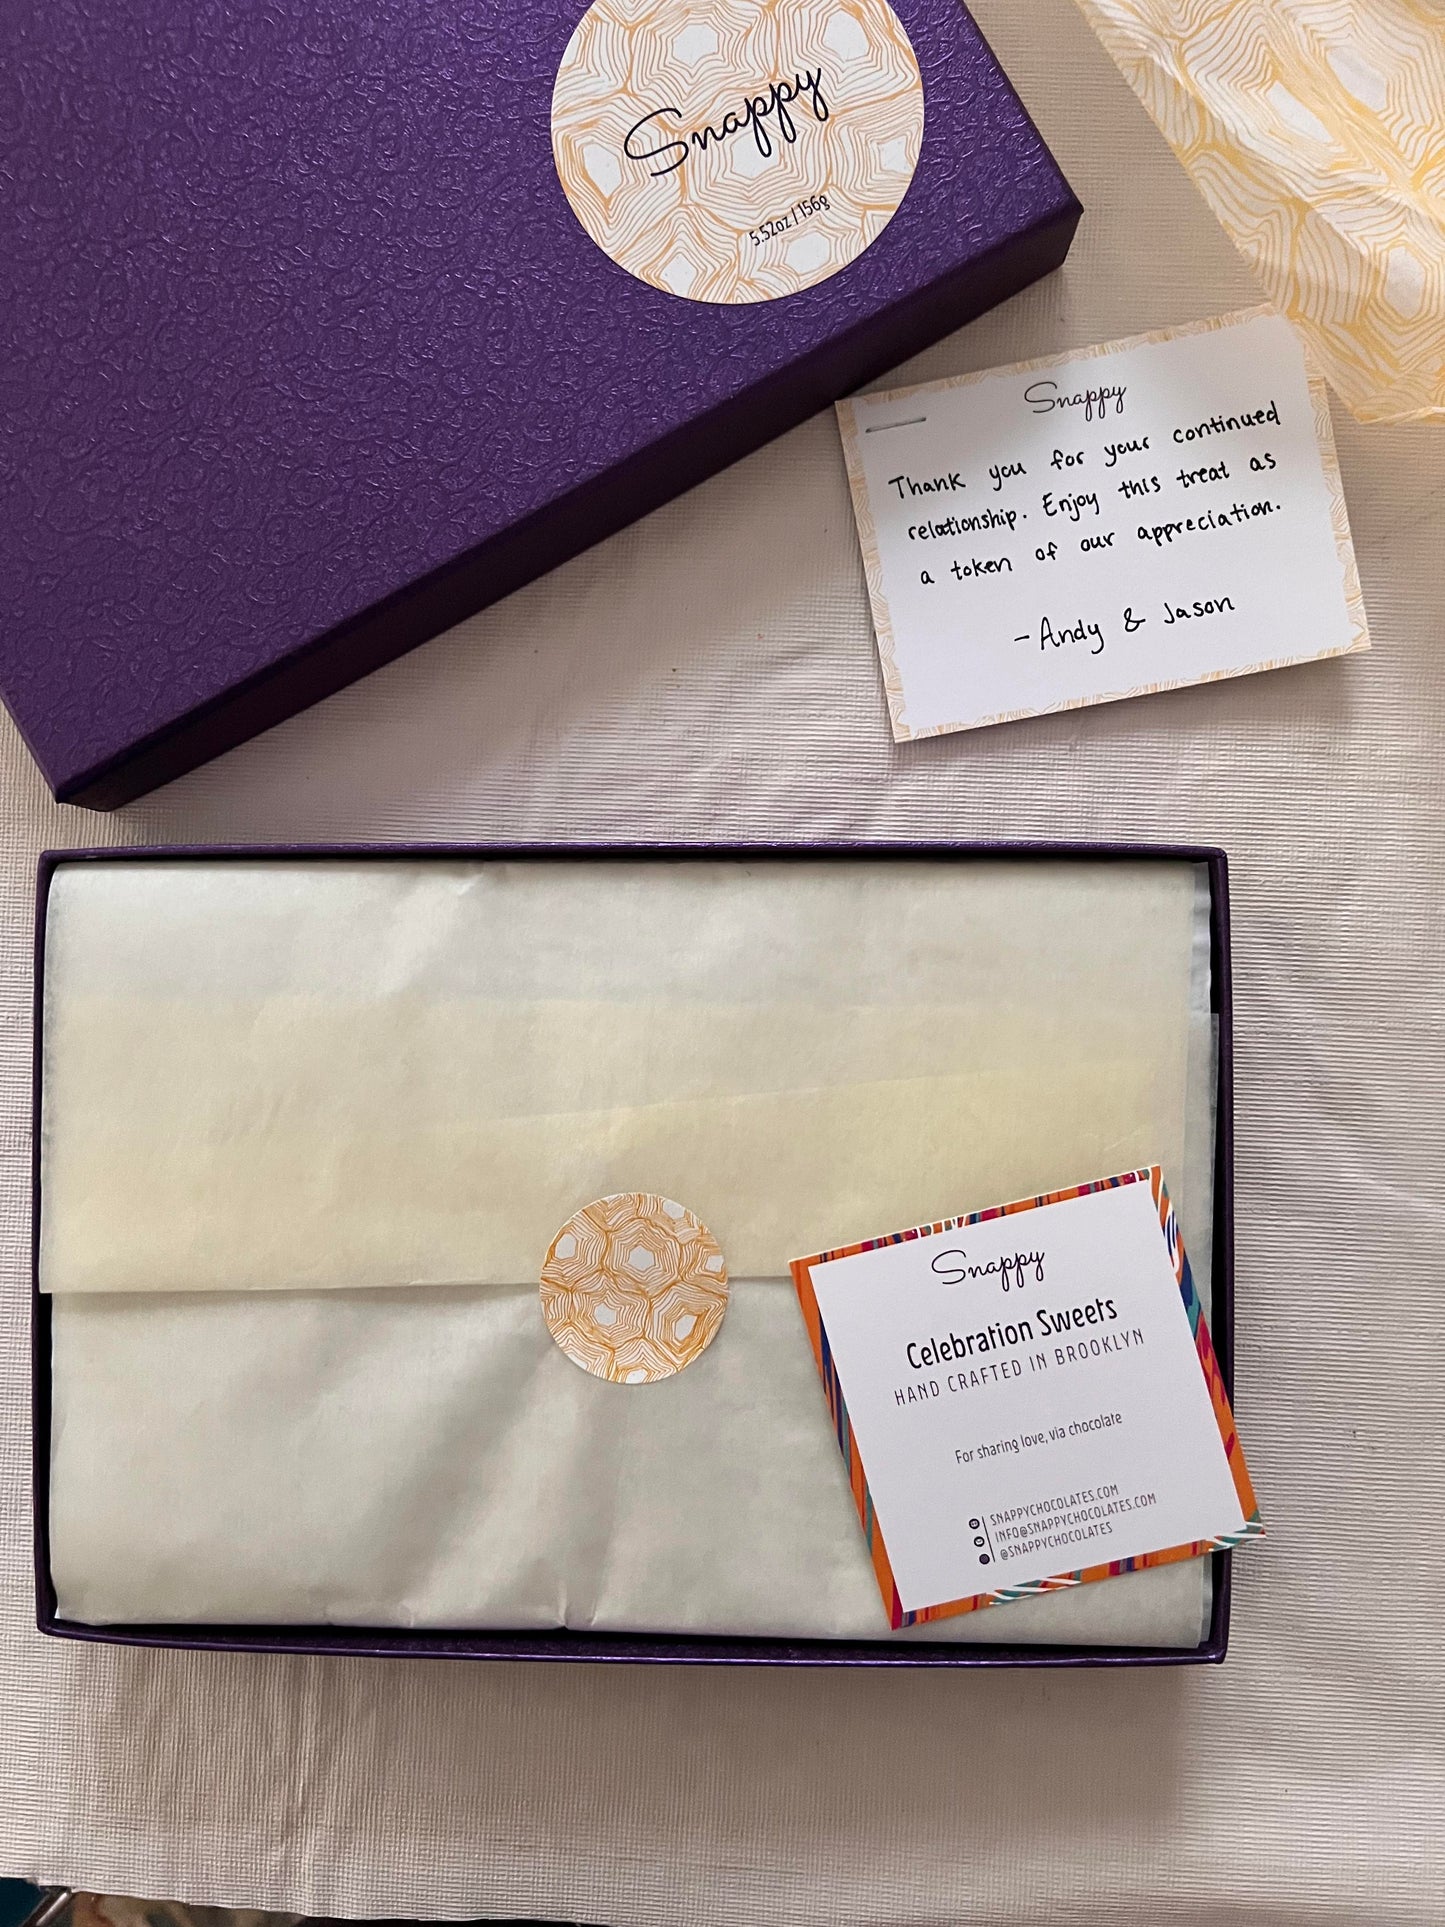 Snappy
5.52oz | 156g
Snappy
Thank you for your continued
relationship. Enjoy this treat as
a token of our appreciation.
- Andy & Jason
Snappy
Celebration Sweets
HAND CRAFTED IN BROOKLYN
For sharing love, via chocolate
SNAPPYCHOCOLATES.COM
INFO@SNAPPYCHOCOLATES.COM
@SNAPPYCHOCOLATES